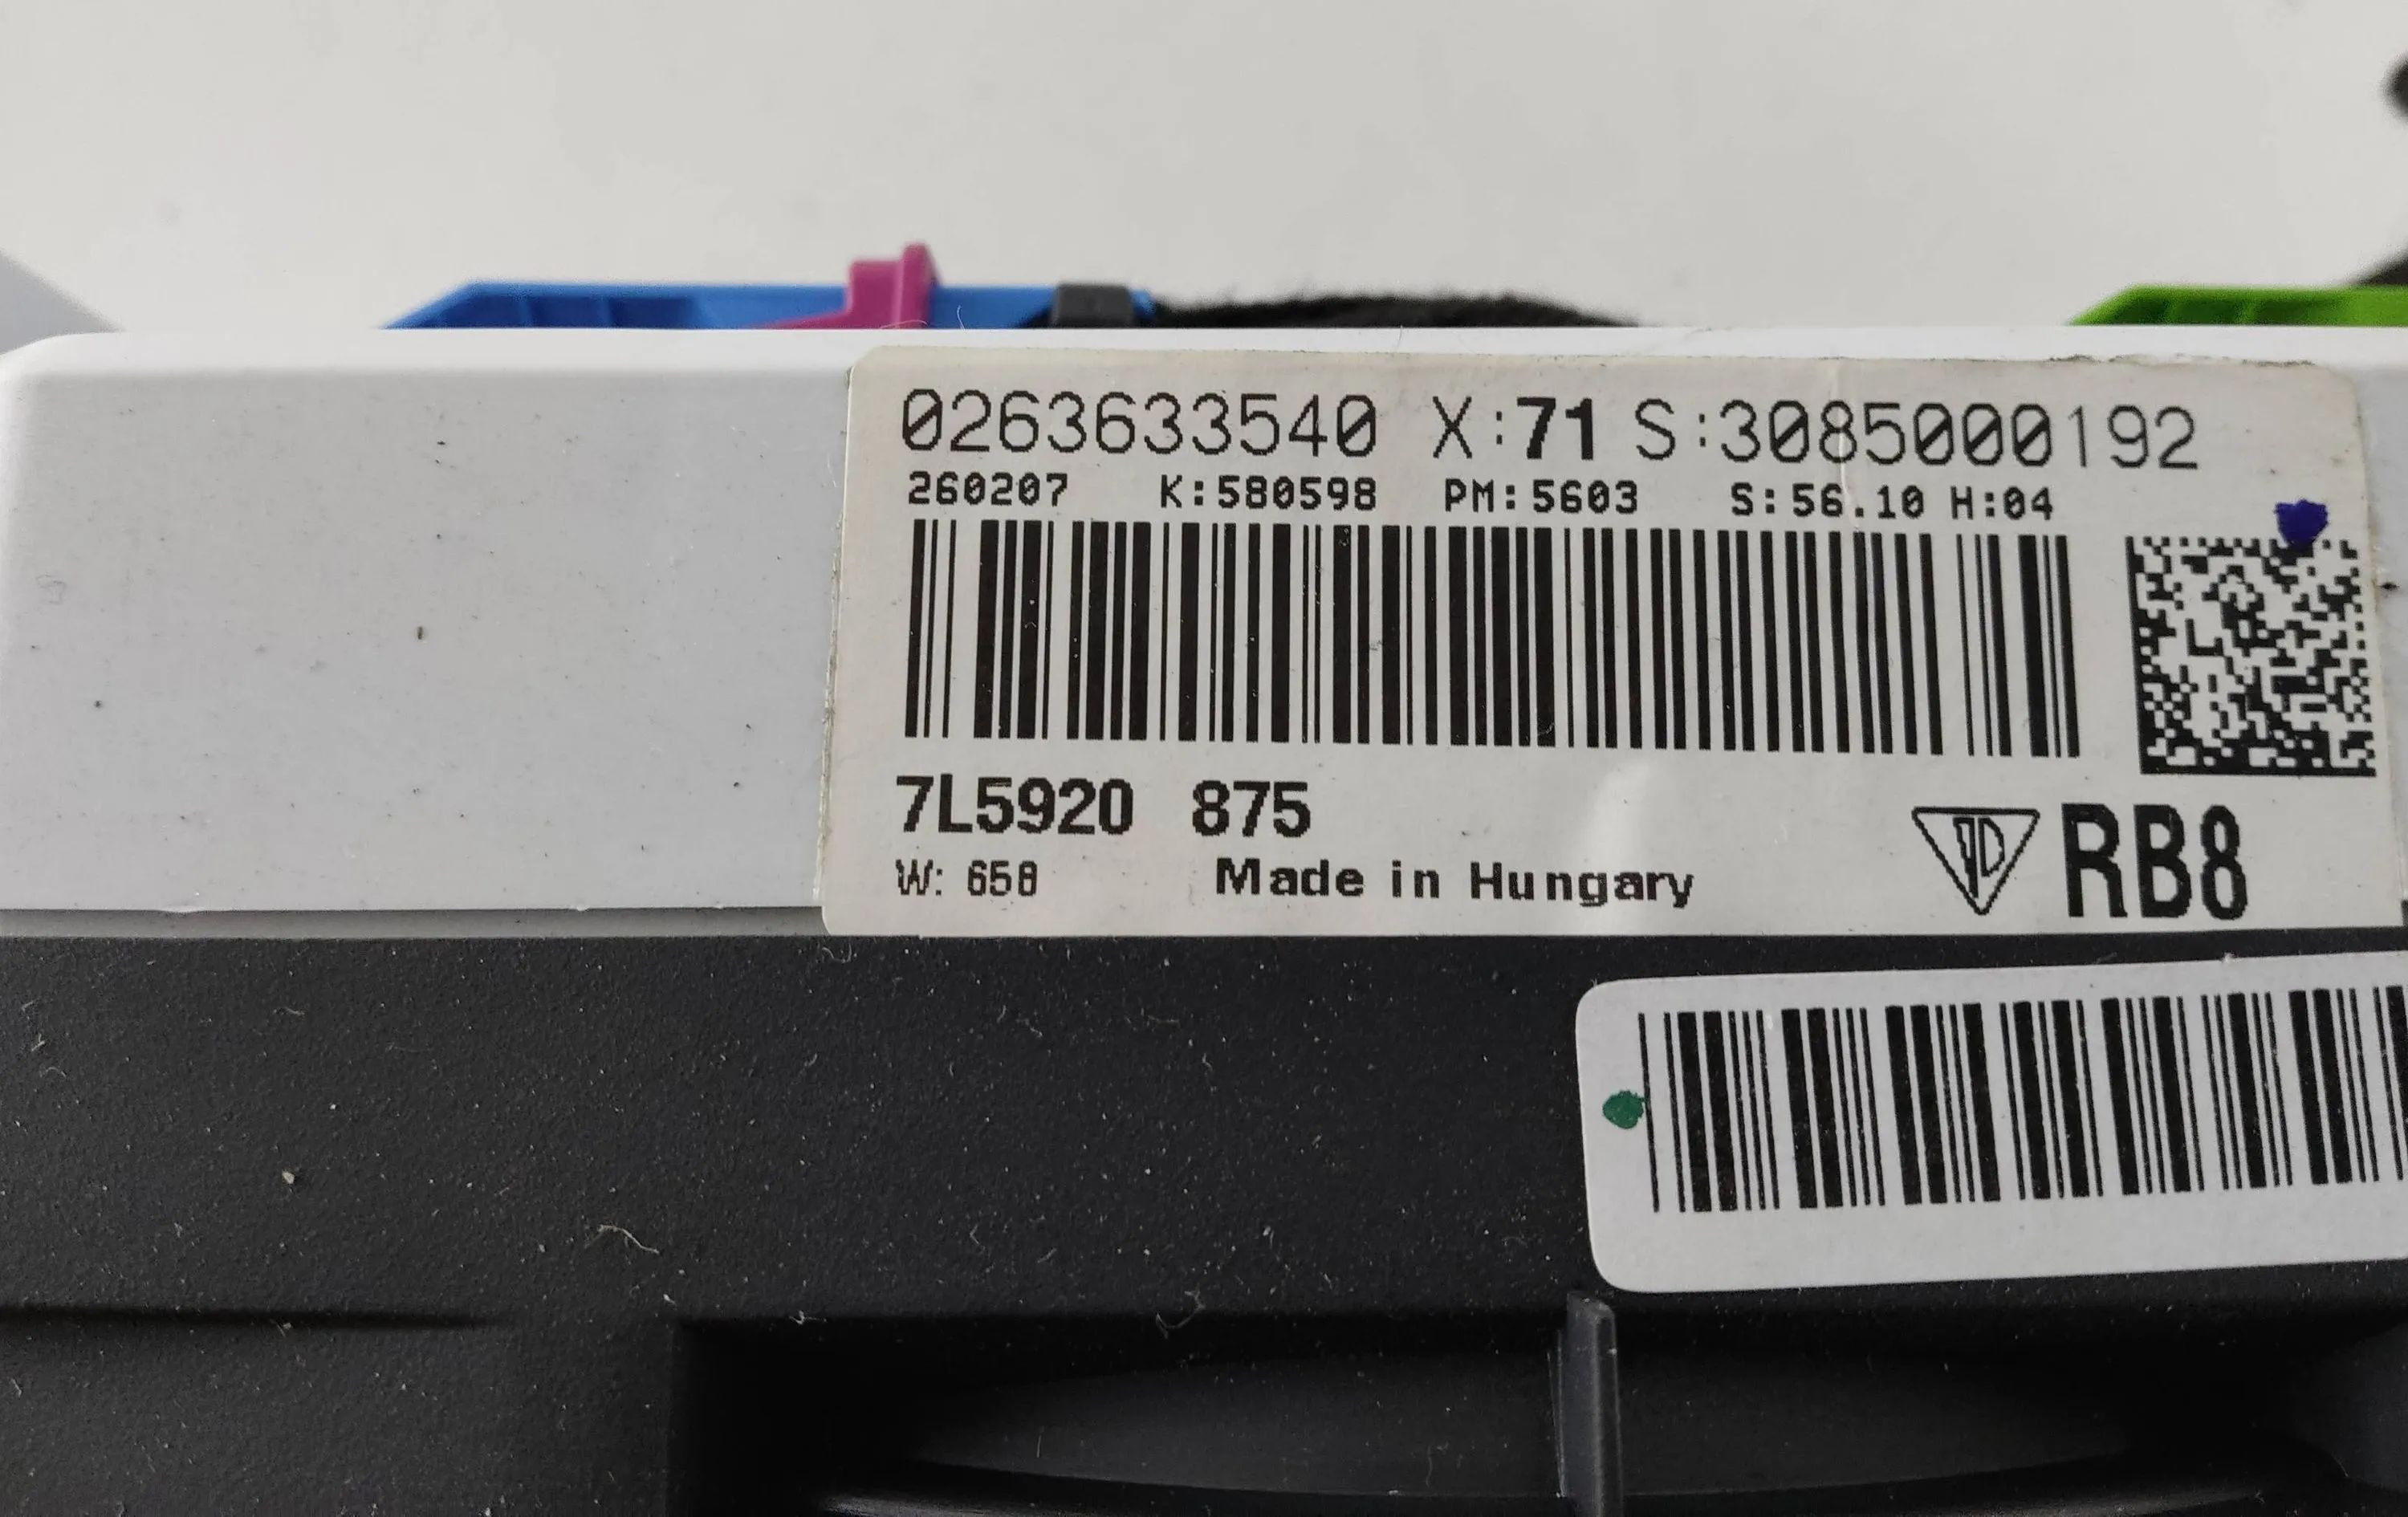 0263633540 X:71 S:3085000192
260207 K:580598 PM:5603 S:56.10 H:04
7L5920 875
W: 658 Made in Hungary RB8